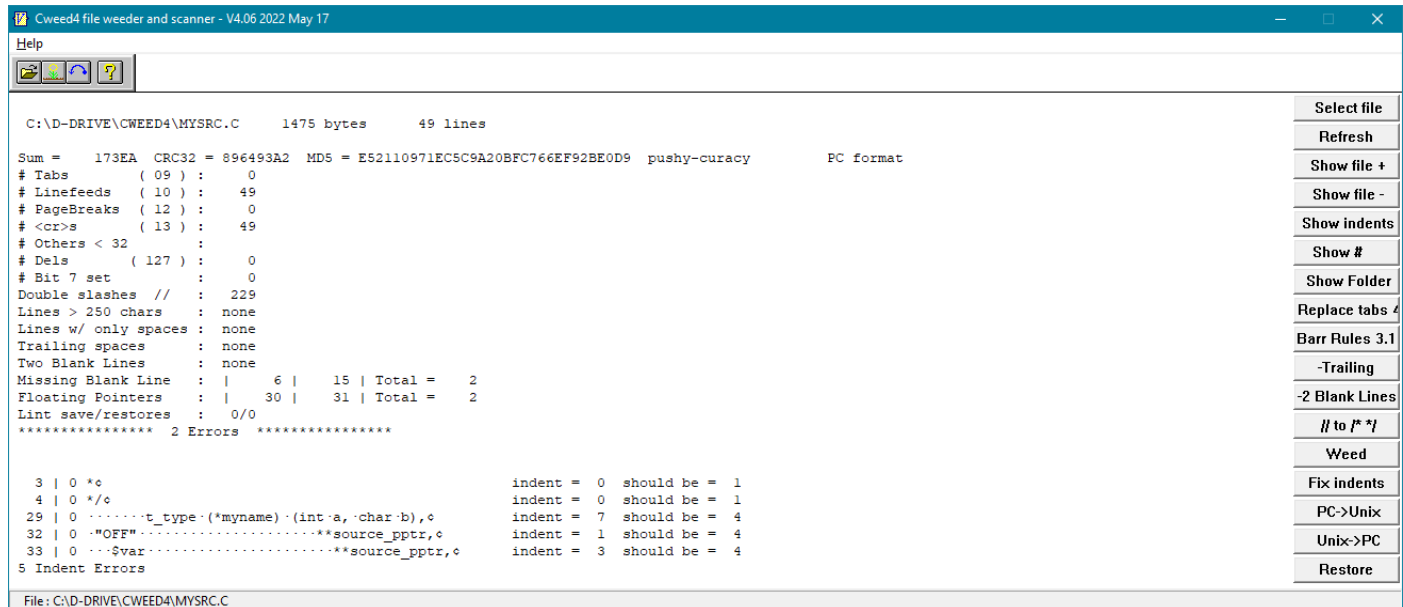 Cweed4 file weeder and scanner - V4.06 2022 May 17
Help
C:\D-DRIVE\CWEED4\MYSRC.C 1475 bytes 49 lines
Sum = 173EA CRC32 = 896493A2 MD5 = E52110971EC5C9A20BFC766EF92BE0D9 pushy-curacy PC format
# Tabs ( 09 ) : 0
# Linefeeds ( 10 ) : 49
# PageBreaks ( 12 ) : 0
# <cr>s ( 13 ) : 49
# Others < 32 :
# Dels ( 127 ) : 0
# Bit 7 set : 0
Double slashes // : 229
Lines > 250 chars : none
Lines w/ only spaces : none
Trailing spaces : none
Two Blank Lines : none
Missing Blank Line : | 6 | 15 | Total = 2
Floating Pointers : | 30 | 31 | Total = 2
Lint save/restores : 0/0
**************** 2 Errors ****************
3 | 0 *¢ indent = 0 should be = 1
4 | 0 */¢ indent = 0 should be = 1
29 | 0 ·······t_type·(*myname)·(int·a,·char·b),¢ indent = 7 should be = 4
32 | 0 ·"OFF"·····················**source_pptr,¢ indent = 1 should be = 4
33 | 0 ···$var······················**source_pptr,¢ indent = 3 should be = 4
5 Indent Errors
Select file
Refresh
Show file +
Show file -
Show indents
Show #
Show Folder
Replace tabs 4
Barr Rules 3.1
-Trailing
-2 Blank Lines
// to /* */
Weed
Fix indents
PC->Unix
Unix->PC
Restore
File : C:\D-DRIVE\CWEED4\MYSRC.C